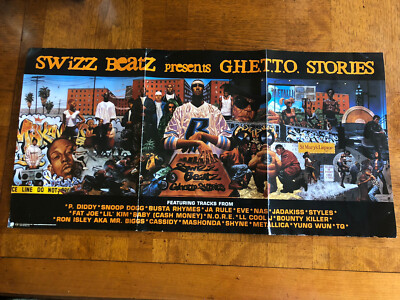 SWiZZ BeatZ presents GHETTO STORIES
FEATURING TRACKS FROM
*P. DIDDY*SNOOP DOGG*BUSTA RHYMES*JA RULE*EVE*NAS*JADAKISS*STYLES*
*FAT JOE*LIL' KIM*BABY (CASH MONEY)*N.O.R.E.*LL COOL J*BOUNTY KILLER*
*RON ISLEY AKA MR. BIGGS*CASSIDY*MASHONDA*SHYNE*METALLICA*YUNG WUN*TQ*